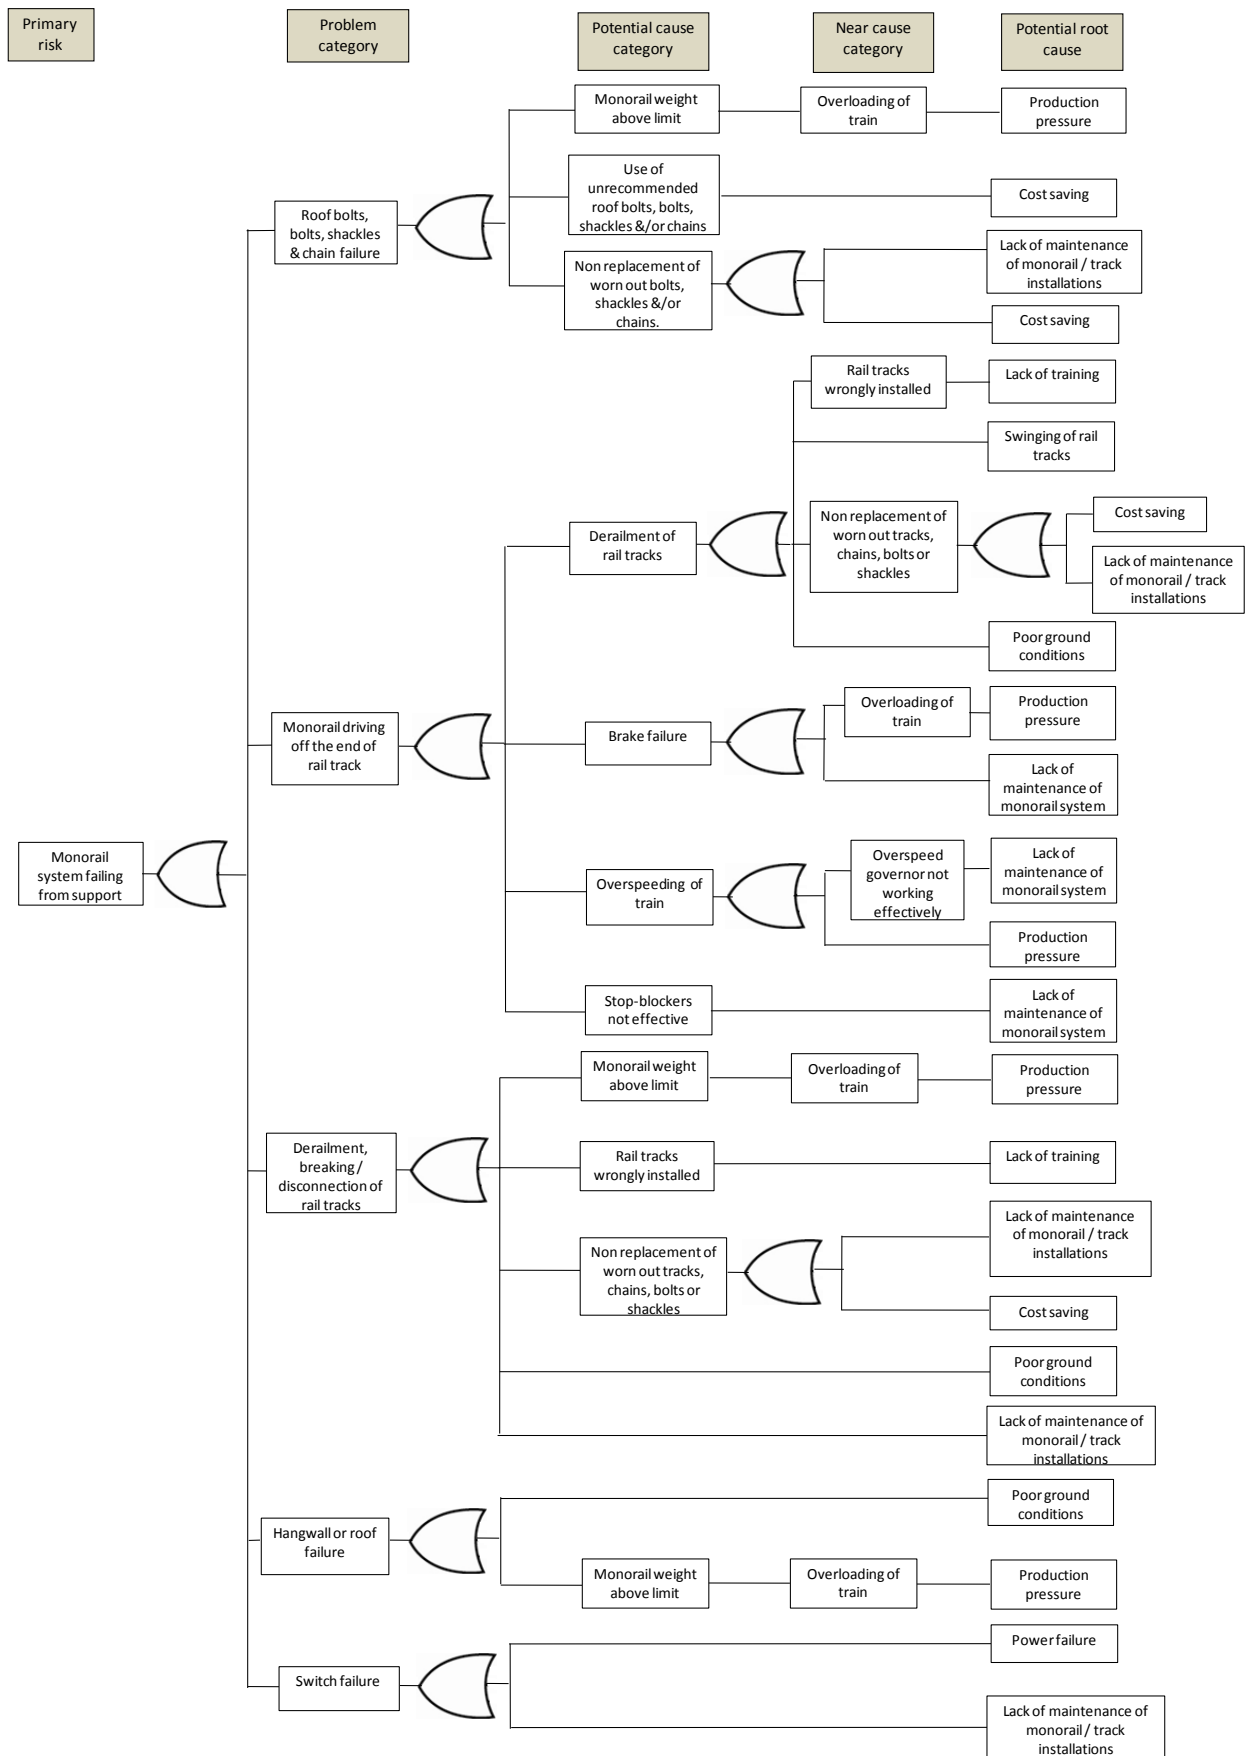 Primary
risk
Problem
category
Potential cause
category
Near cause
category
Potential root
cause
Monorail weight
above limit
Overloading of
train
Production
pressure
Use of
unrecommended
roof bolts, bolts,
shackles &/or chains
Cost saving
Roof bolts,
bolts, shackles
& chain failure
Non replacement of
worn out bolts,
shackles &/or
chains.
Lack of maintenance
of monorail / track
installations
Cost saving
Rail tracks
wrongly installed
Lack of training
Swinging of rail
tracks
Derailment of
rail tracks
Non replacement of
worn out tracks,
chains, bolts or
shackles
Cost saving
Lack of maintenance
of monorail / track
installations
Poor ground
conditions
Monorail driving
off the end of
rail track
Brake failure
Overloading of
train
Production
pressure
Lack of
maintenance of
monorail system
Monorail
system failing
from support
Overspeeding of
train
Overspeed
governor not
working
effectively
Lack of
maintenance of
monorail system
Production
pressure
Stop-blockers
not effective
Lack of
maintenance of
monorail system
Monorail weight
above limit
Overloading of
train
Production
pressure
Derailment,
breaking /
disconnection of
rail tracks
Rail tracks
wrongly installed
Lack of training
Non replacement of
worn out tracks,
chains, bolts or
shackles
Lack of maintenance
of monorail / track
installations
Cost saving
Poor ground
conditions
Lack of maintenance of
monorail / track
installations
Hangwall or roof
failure
Poor ground
conditions
Monorail weight
above limit
Overloading of
train
Production
pressure
Switch failure
Power failure
Lack of maintenance of
monorail / track
installations